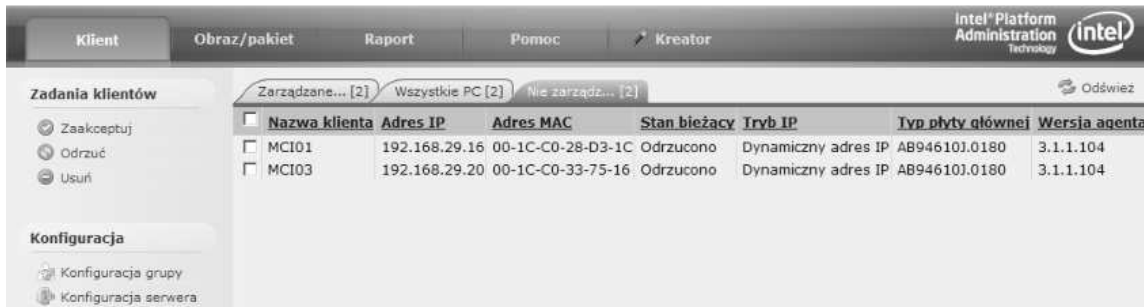 Klient Obraz/pakiet Raport Pomoc Kreator
Intel® Platform
Administration
Technology
intel
Zadania klientów
Zaakceptuj
Odrzuć
Usuń
Konfiguracja
Konfiguracja grupy
Konfiguracja serwera
Zarządzane... [2] Wszystkie PC [2] Nie zarządz... [2] Odśwież
Nazwa klienta Adres IP Adres MAC Stan bieżący Tryb IP Typ płyty głównej Wersja agenta
MCI01 192.168.29.16 00-1C-C0-28-D3-1C Odrzucono Dynamiczny adres IP AB94610J.0180 3.1.1.104
MCI03 192.168.29.20 00-1C-C0-33-75-16 Odrzucono Dynamiczny adres IP AB94610J.0180 3.1.1.104